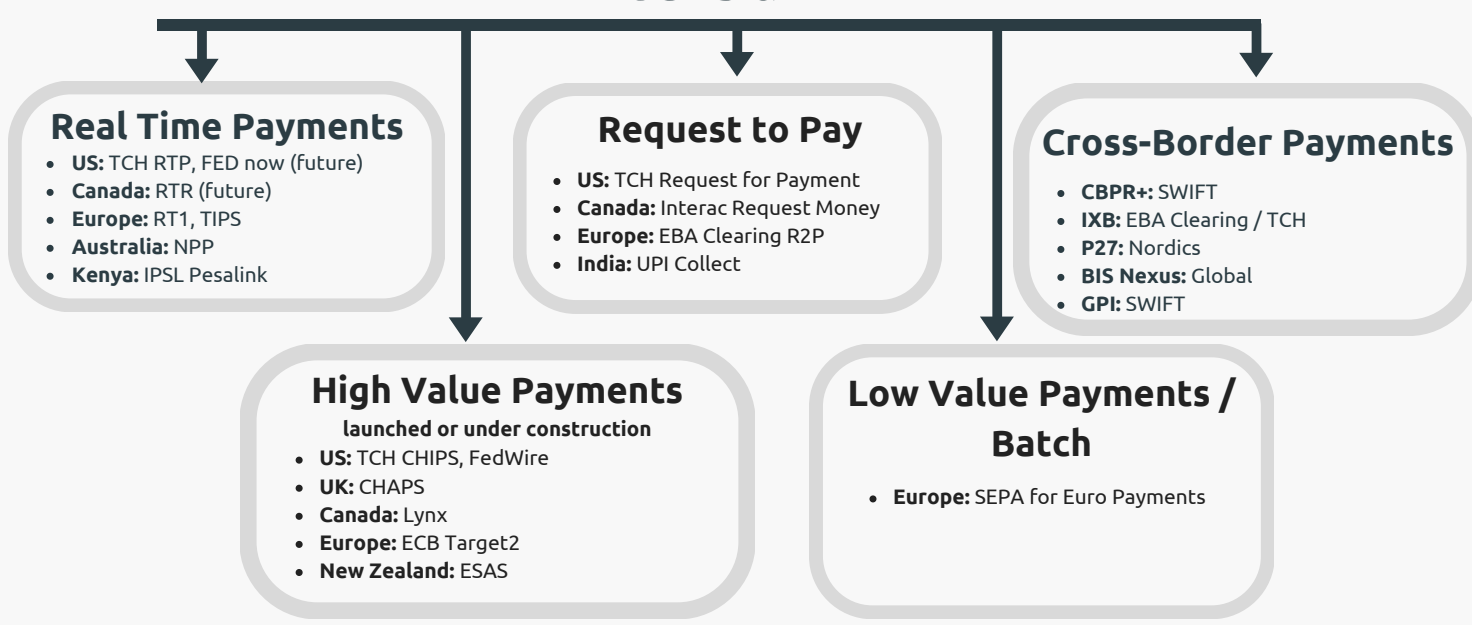 Real Time Payments
• US: TCH RTP, FED now (future)
• Canada: RTR (future)
• Europe: RT1, TIPS
• Australia: NPP
• Kenya: IPSL Pesalink
Request to Pay
• US: TCH Request for Payment
• Canada: Interac Request Money
• Europe: EBA Clearing R2P
• India: UPI Collect
Cross-Border Payments
• CBPR+: SWIFT
• IXB: EBA Clearing / TCH
• P27: Nordics
• BIS Nexus: Global
• GPI: SWIFT
High Value Payments
launched or under construction
• US: TCH CHIPS, FedWire
• UK: CHAPS
• Canada: Lynx
• Europe: ECB Target2
• New Zealand: ESAS
Low Value Payments /
Batch
• Europe: SEPA for Euro Payments